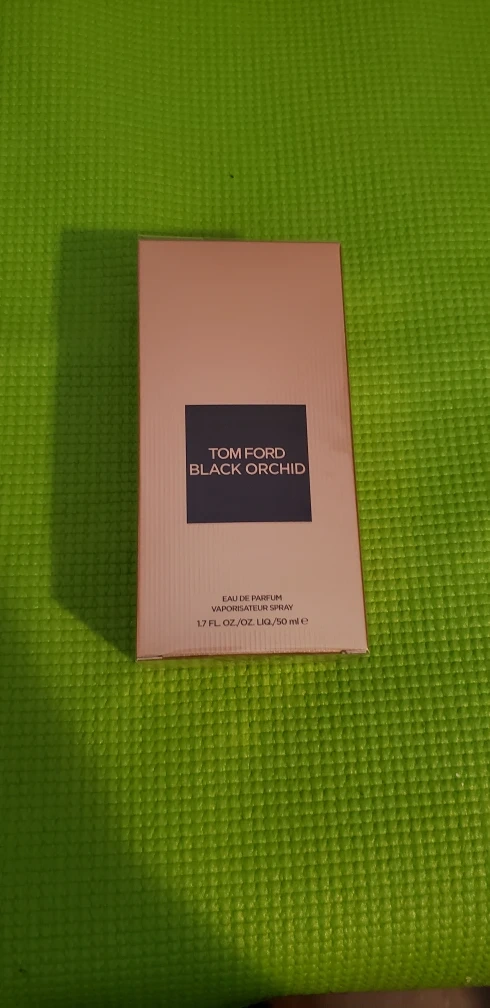 TOM FORD
BLACK ORCHID
EAU DE PARFUM
VAPORISATEUR SPRAY
1.7 FL. OZ./OZ. LIQ./50 ml ℮